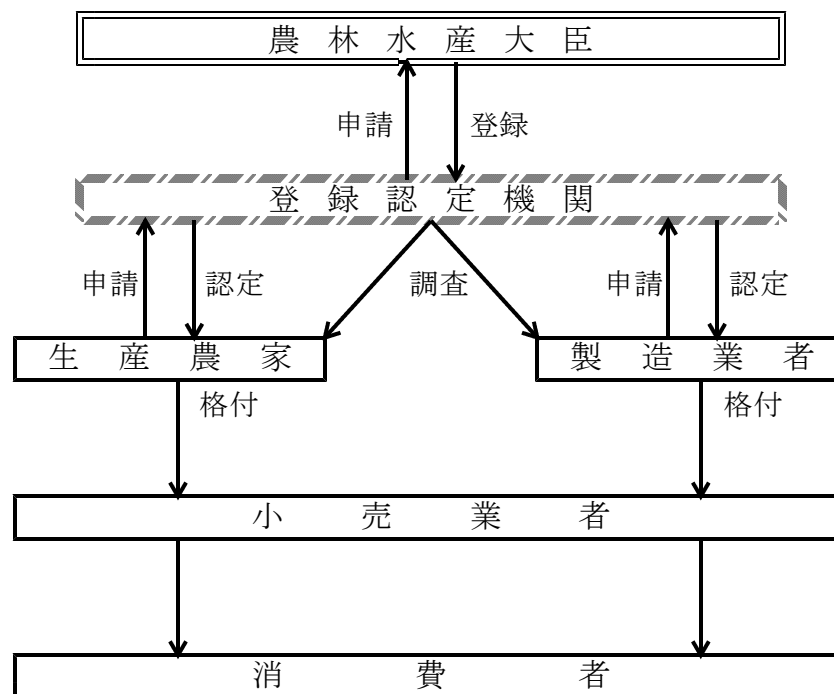 農林水産大臣
申請 登録
登録認定機関
申請 認定 調査 申請 認定
生産農家 製造業者
格付 格付
小売業者
消費者